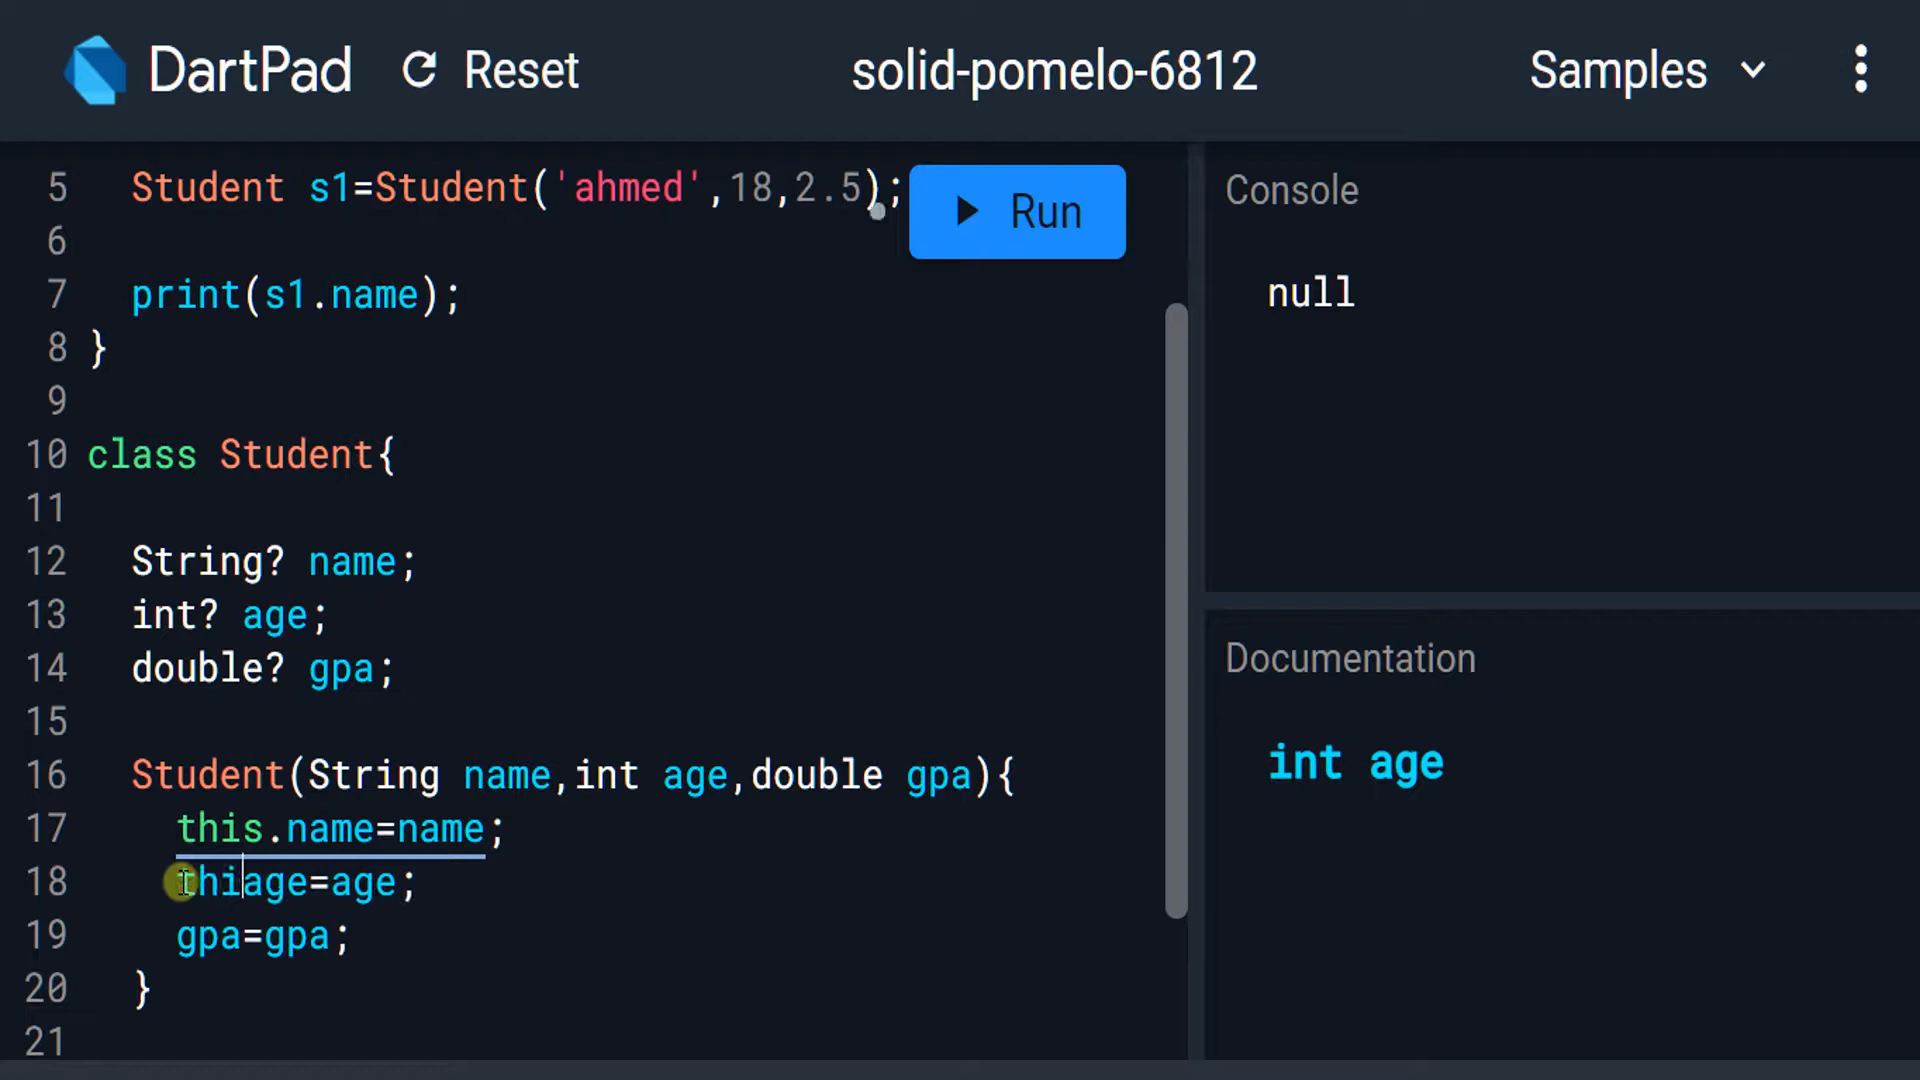 DartPad Reset solid-pomelo-6812 Samples
5 Student s1=Student('ahmed',18,2.5);
6
7 print(s1.name);
8 }
9
10 class Student{
11
12 String? name;
13 int? age;
14 double? gpa;
15
16 Student(String name,int age,double gpa){
17 this.name=name;
18 thiage=age;
19 gpa=gpa;
20 }
21
Run
Console
null
Documentation
int age